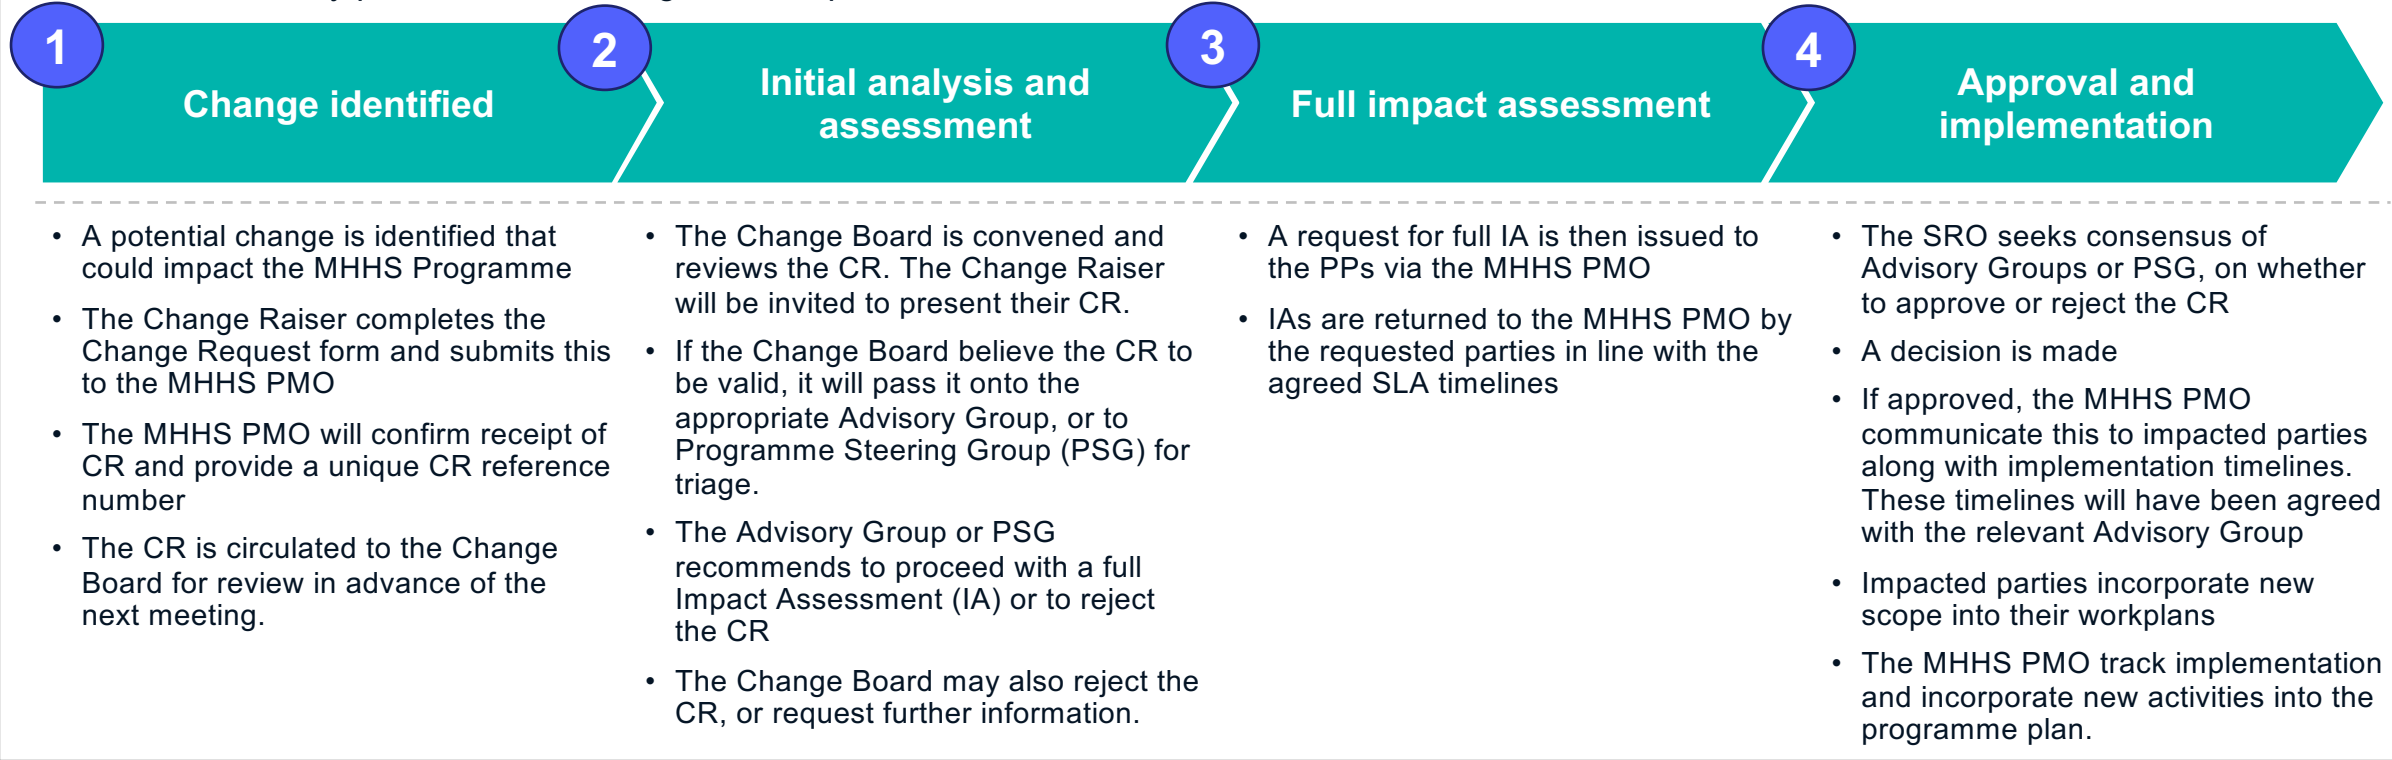 1
Change identified
2
Initial analysis and
assessment
3
Full impact assessment
4
Approval and
implementation
• A potential change is identified that
could impact the MHHS Programme
• The Change Raiser completes the
Change Request form and submits this
to the MHHS PMO
• The MHHS PMO will confirm receipt of
CR and provide a unique CR reference
number
• The CR is circulated to the Change
Board for review in advance of the
next meeting.
• The Change Board is convened and
reviews the CR. The Change Raiser
will be invited to present their CR.
• If the Change Board believe the CR to
be valid, it will pass it onto the
appropriate Advisory Group, or to
Programme Steering Group (PSG) for
triage.
• The Advisory Group or PSG
recommends to proceed with a full
Impact Assessment (IA) or to reject
the CR
• The Change Board may also reject the
CR, or request further information.
• A request for full IA is then issued to
the PPs via the MHHS PMO
• IAs are returned to the MHHS PMO by
the requested parties in line with the
agreed SLA timelines
• The SRO seeks consensus of
Advisory Groups or PSG, on whether
to approve or reject the CR
• A decision is made
• If approved, the MHHS PMO
communicate this to impacted parties
along with implementation timelines.
These timelines will have been agreed
with the relevant Advisory Group
• Impacted parties incorporate new
scope into their workplans
• The MHHS PMO track implementation
and incorporate new activities into the
programme plan.